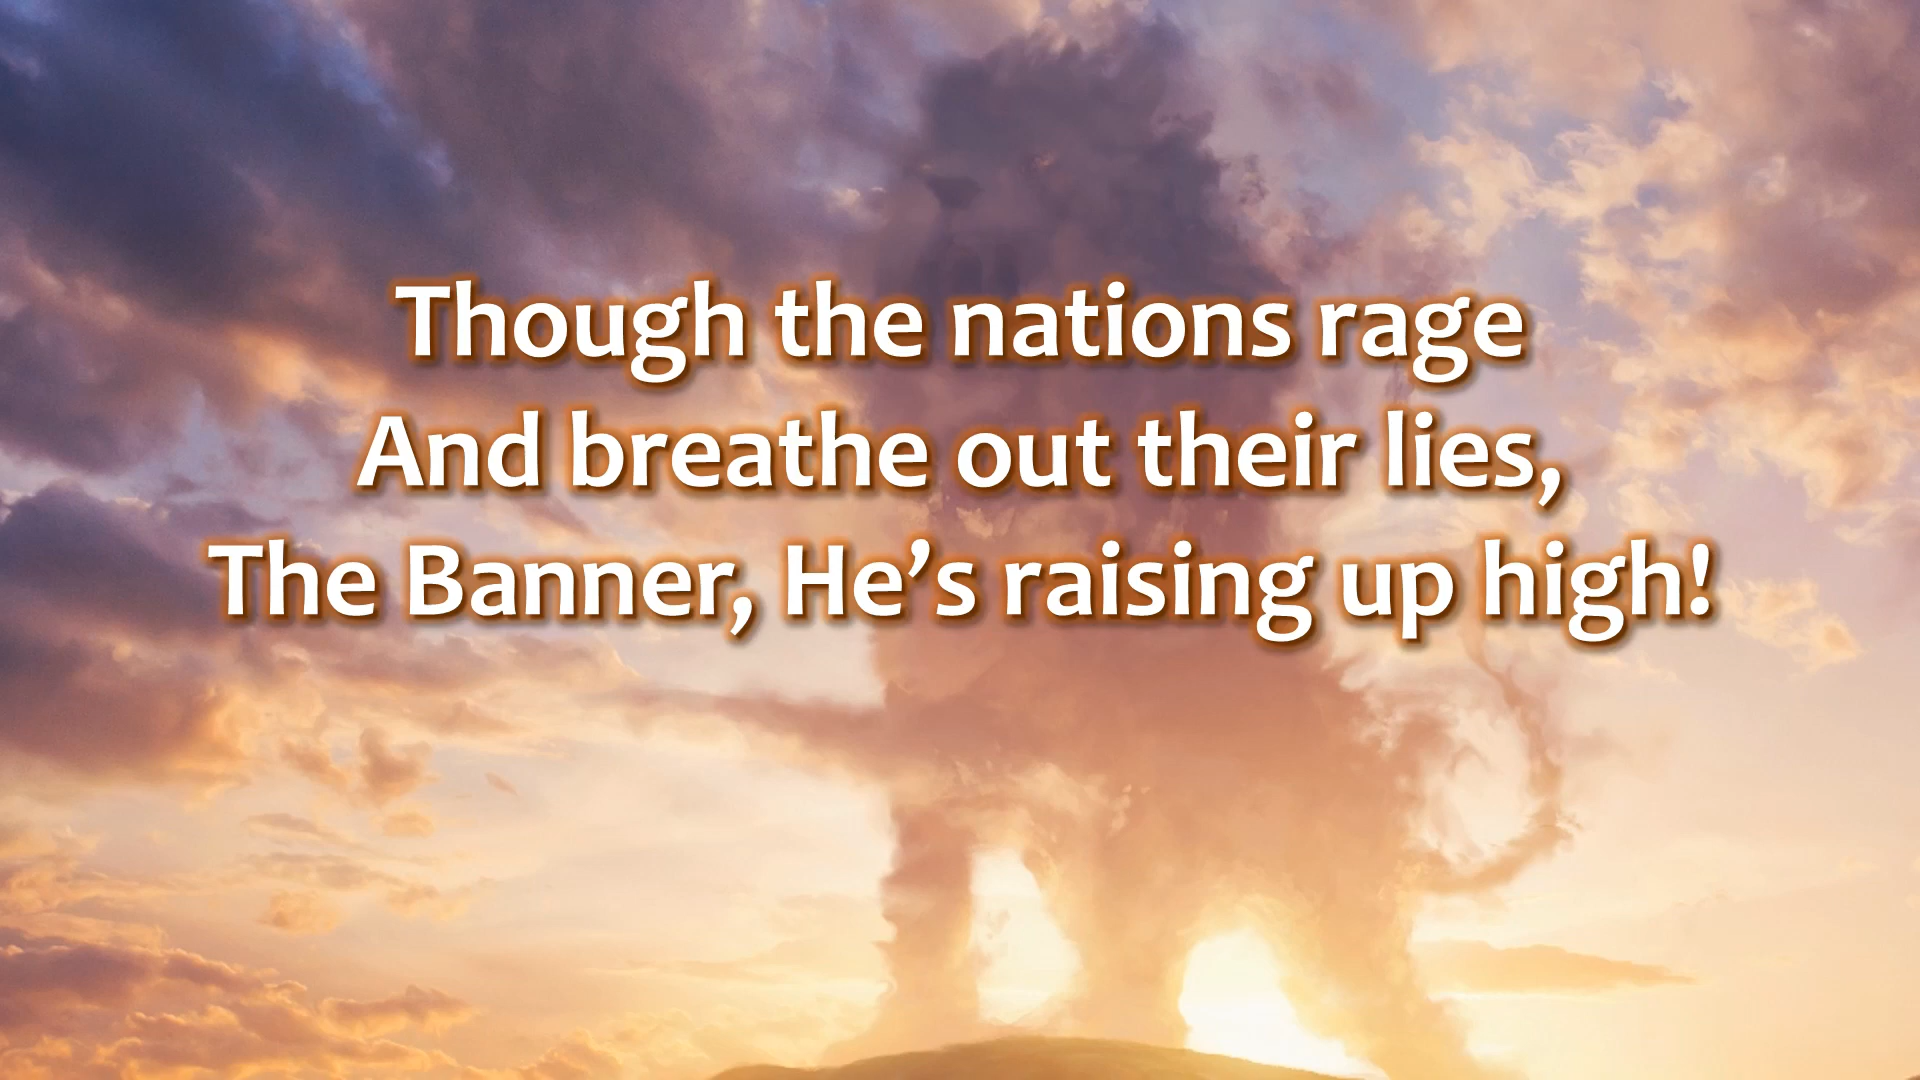 Though the nations rage
And breathe out their lies,
The Banner, He’s raising up high!